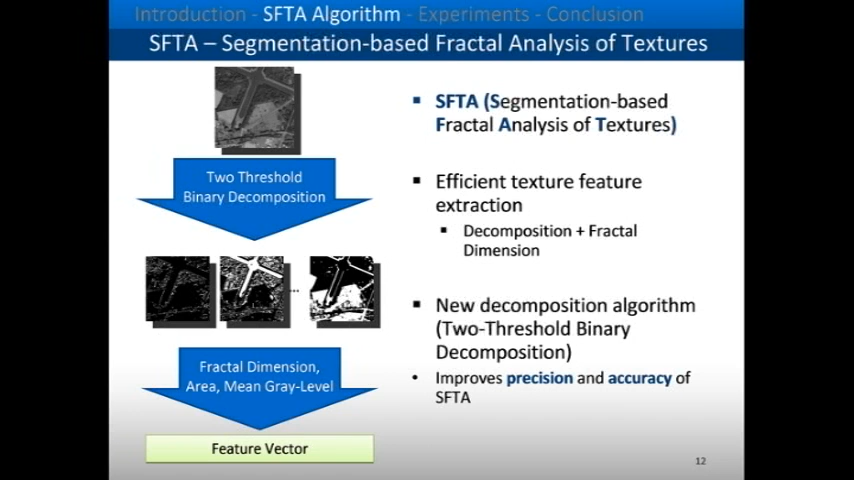 Introduction - SFTA Algorithm - Experiments - Conclusion
SFTA – Segmentation-based Fractal Analysis of Textures
Two Threshold
Binary Decomposition
...
Fractal Dimension,
Area, Mean Gray-Level
Feature Vector
▪ SFTA (Segmentation-based
Fractal Analysis of Textures)
▪ Efficient texture feature
extraction
▪ Decomposition + Fractal
Dimension
▪ New decomposition algorithm
(Two-Threshold Binary
Decomposition)
• Improves precision and accuracy of
SFTA
12